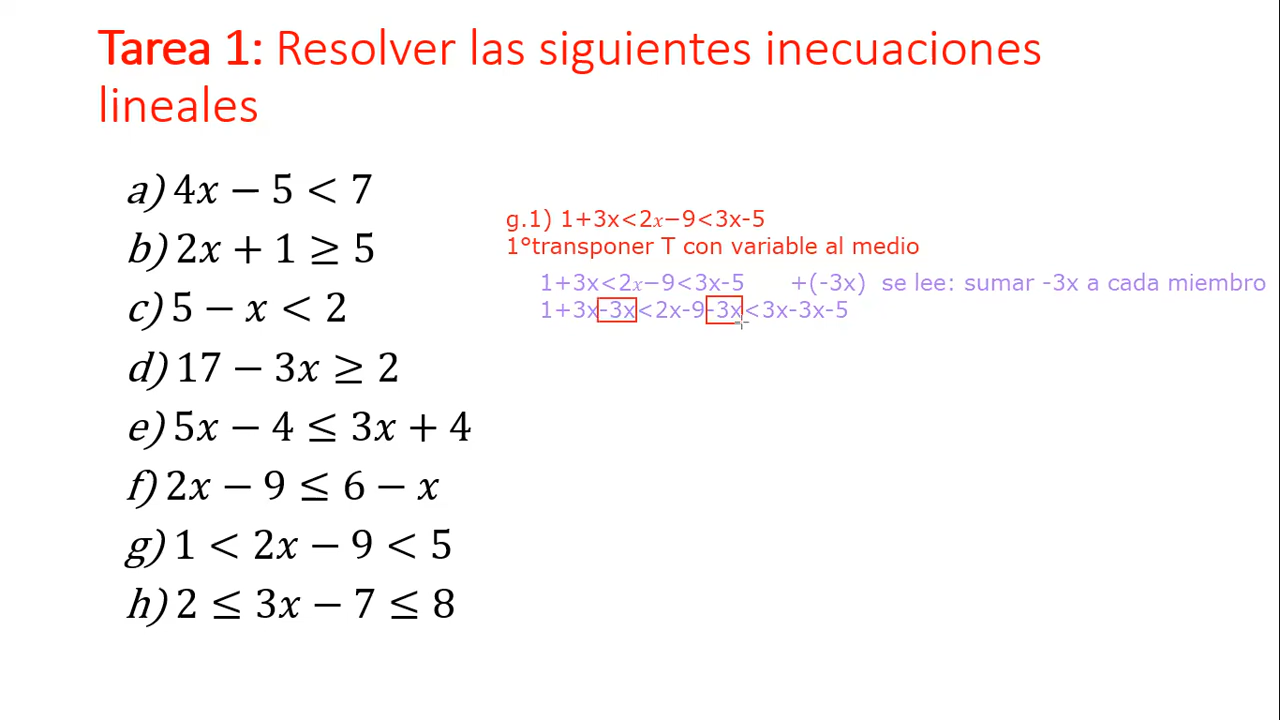 Tarea 1: Resolver las siguientes inecuaciones
lineales
a) 4x − 5 < 7
b) 2x + 1 ≥ 5
c) 5 − x < 2
d) 17 − 3x ≥ 2
e) 5x − 4 ≤ 3x + 4
f) 2x − 9 ≤ 6 − x
g) 1 < 2x − 9 < 5
h) 2 ≤ 3x − 7 ≤ 8
g.1) 1+3x<2x−9<3x-5
1°transponer T con variable al medio
1+3x<2x−9<3x-5 +(-3x) se lee: sumar -3x a cada miembro
1+3x-3x<2x-9-3x<3x-3x-5